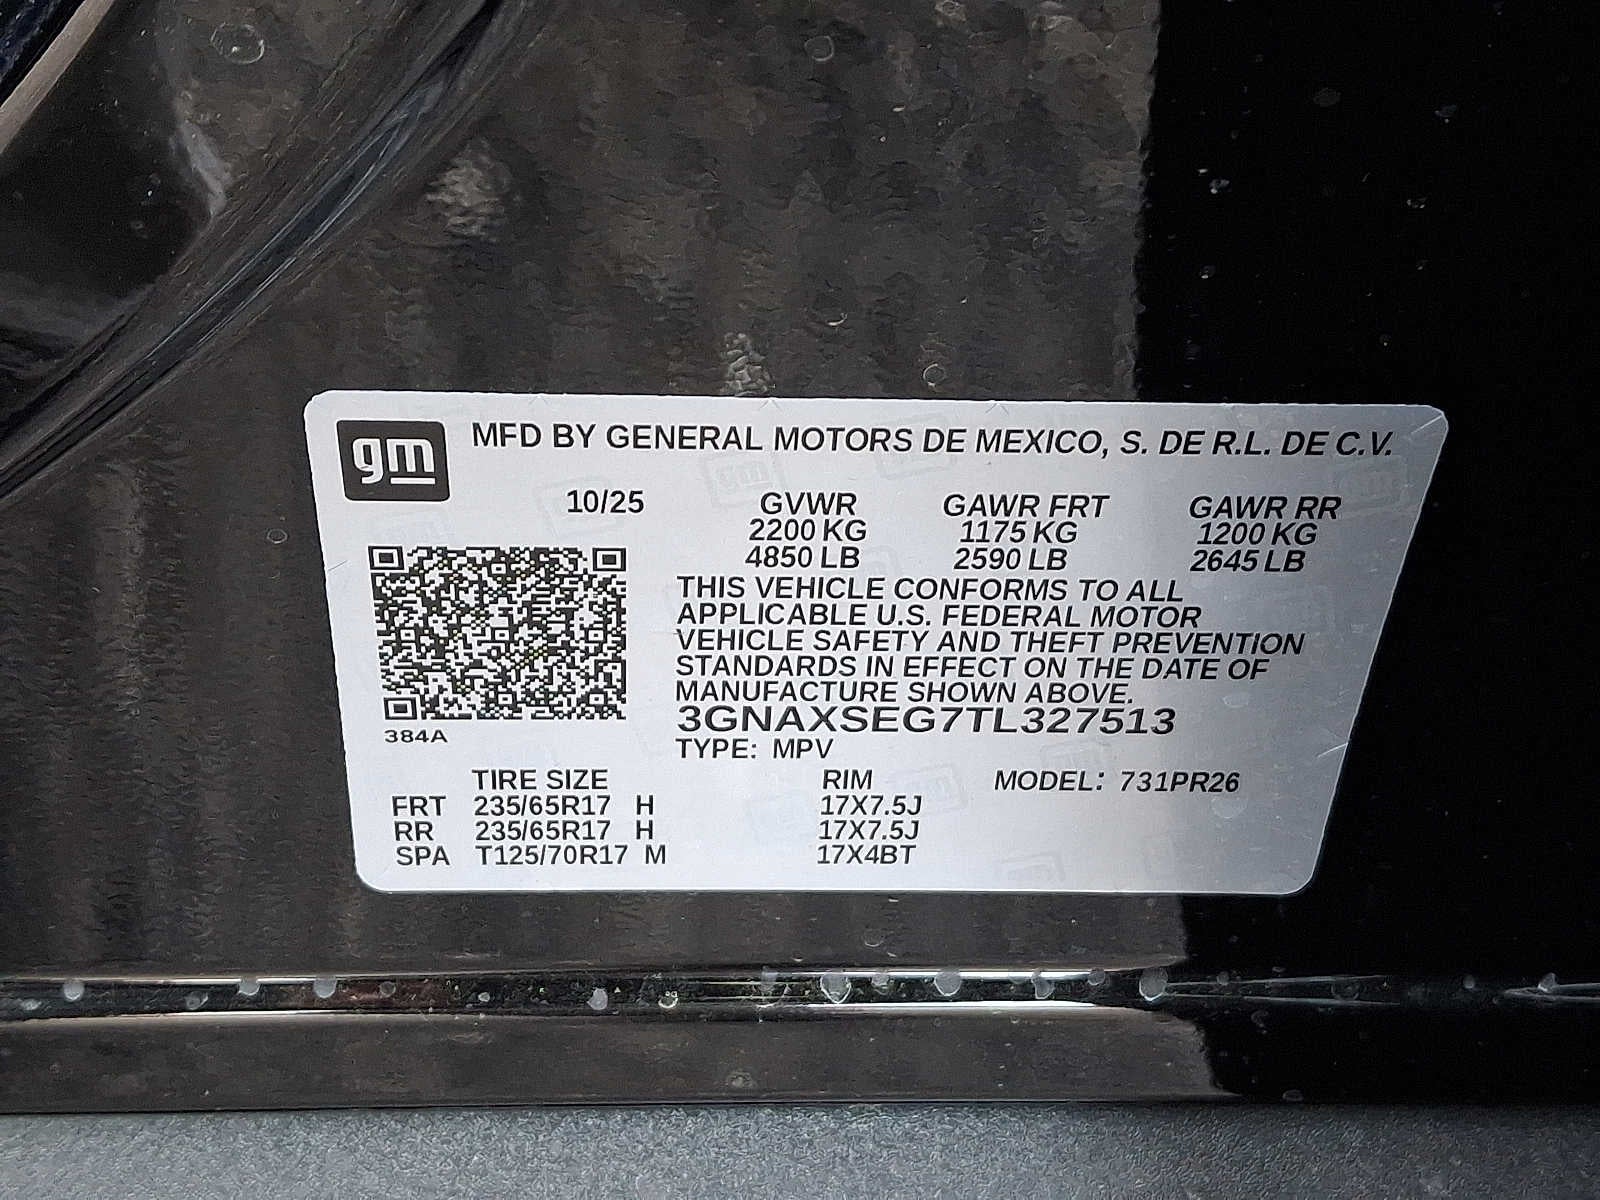 gm MFD BY GENERAL MOTORS DE MEXICO, S. DE R.L. DE C.V.
10/25 GVWR GAWR FRT GAWR RR
2200 KG 1175 KG 1200 KG
4850 LB 2590 LB 2645 LB
THIS VEHICLE CONFORMS TO ALL
APPLICABLE U.S. FEDERAL MOTOR
VEHICLE SAFETY AND THEFT PREVENTION
STANDARDS IN EFFECT ON THE DATE OF
MANUFACTURE SHOWN ABOVE.
3GNAXSEG7TL327513
384A
TYPE: MPV
TIRE SIZE RIM MODEL: 731PR26
FRT 235/65R17 H 17X7.5J
RR 235/65R17 H 17X7.5J
SPA T125/70R17 M 17X4BT